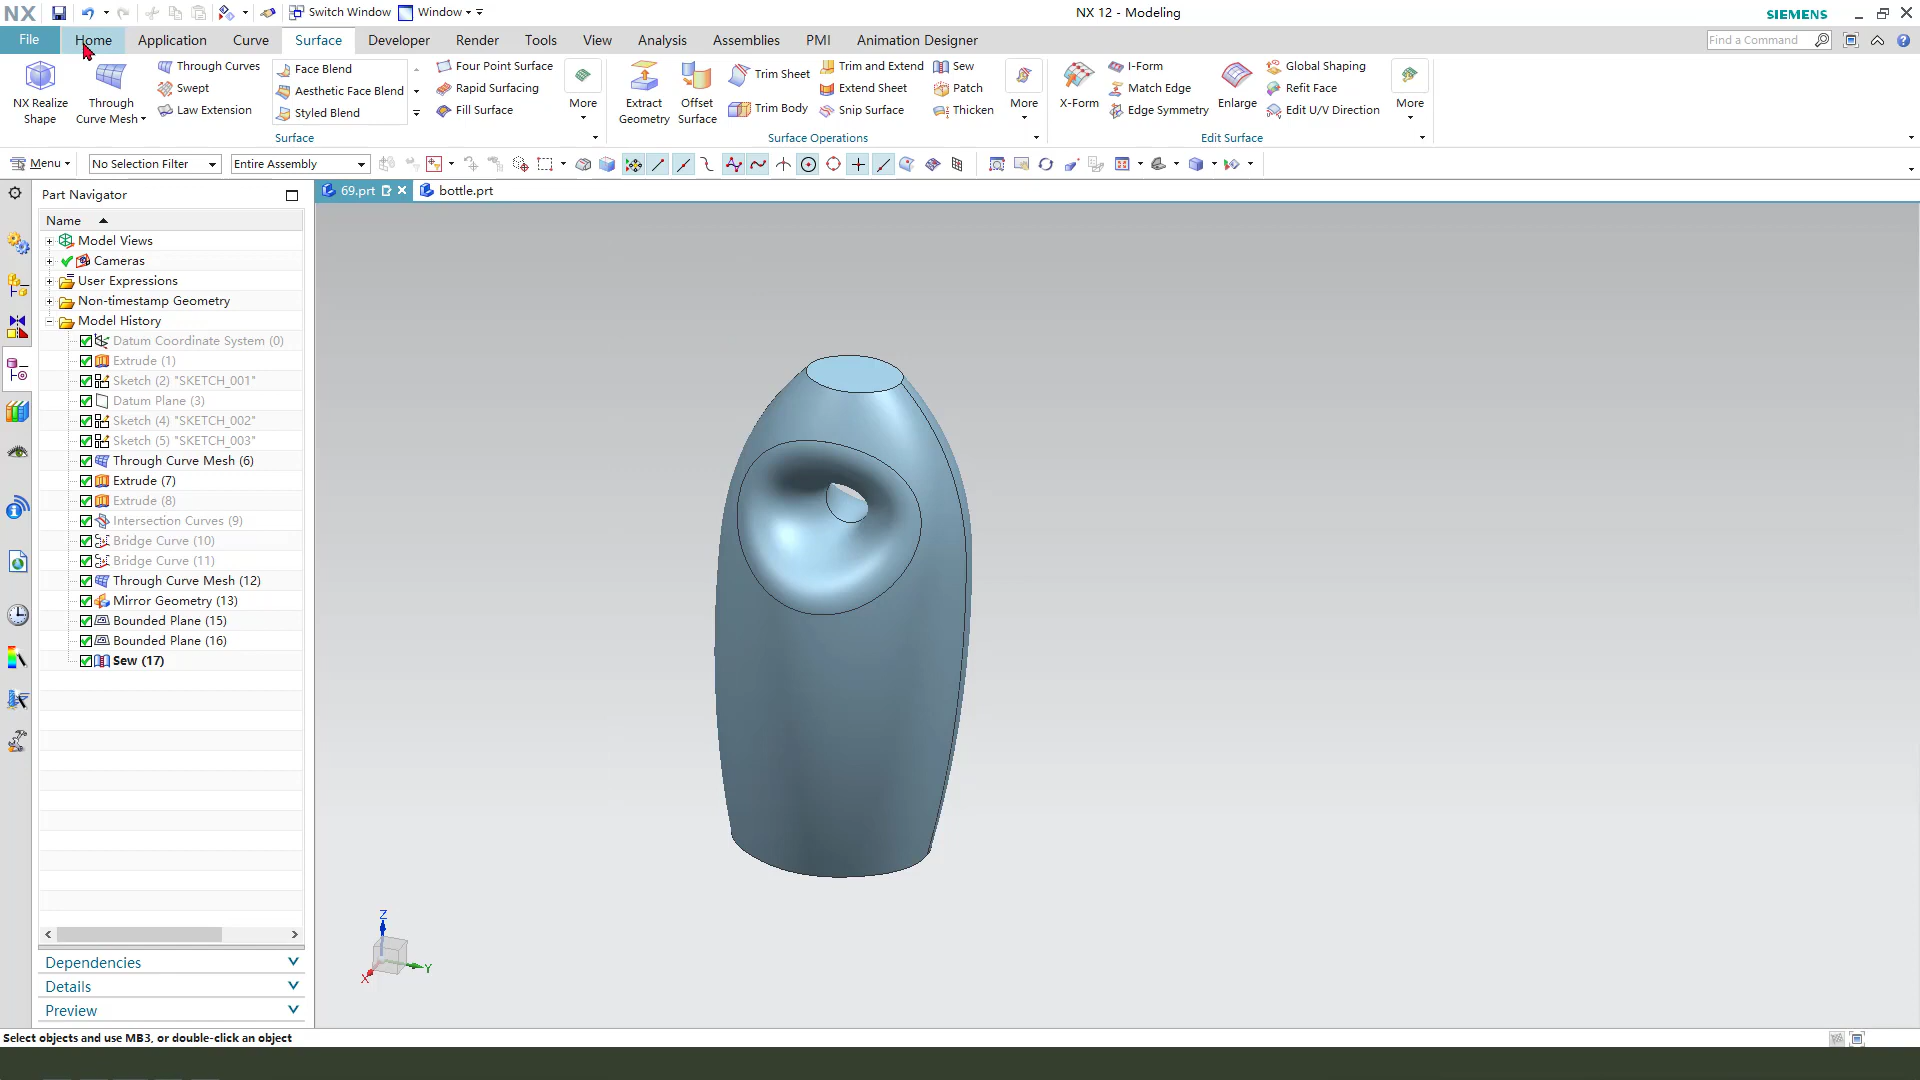 NX Switch Window Window NX 12 - Modeling SIEMENS
File Home Application Curve Surface Developer Render Tools View Analysis Assemblies PMI Animation Designer Find a Command
NX Realize Shape
Through Curve Mesh
Through Curves
Swept
Law Extension
Face Blend
Aesthetic Face Blend
Styled Blend
Four Point Surface
Rapid Surfacing
Fill Surface
More
Surface
Extract Geometry
Offset Surface
Trim Sheet
Trim Body
Trim and Extend
Extend Sheet
Snip Surface
Sew
Patch
Thicken
More
Surface Operations
X-Form
I-Form
Match Edge
Edge Symmetry
Enlarge
Global Shaping
Refit Face
Edit U/V Direction
More
Edit Surface
Menu No Selection Filter Entire Assembly
Part Navigator
69.prt bottle.prt
Name
Model Views
Cameras
User Expressions
Non-timestamp Geometry
Model History
Datum Coordinate System (0)
Extrude (1)
Sketch (2) "SKETCH_001"
Datum Plane (3)
Sketch (4) "SKETCH_002"
Sketch (5) "SKETCH_003"
Through Curve Mesh (6)
Extrude (7)
Extrude (8)
Intersection Curves (9)
Bridge Curve (10)
Bridge Curve (11)
Through Curve Mesh (12)
Mirror Geometry (13)
Bounded Plane (15)
Bounded Plane (16)
Sew (17)
Dependencies
Details
Preview
Z
Y
X
Select objects and use MB3, or double-click an object